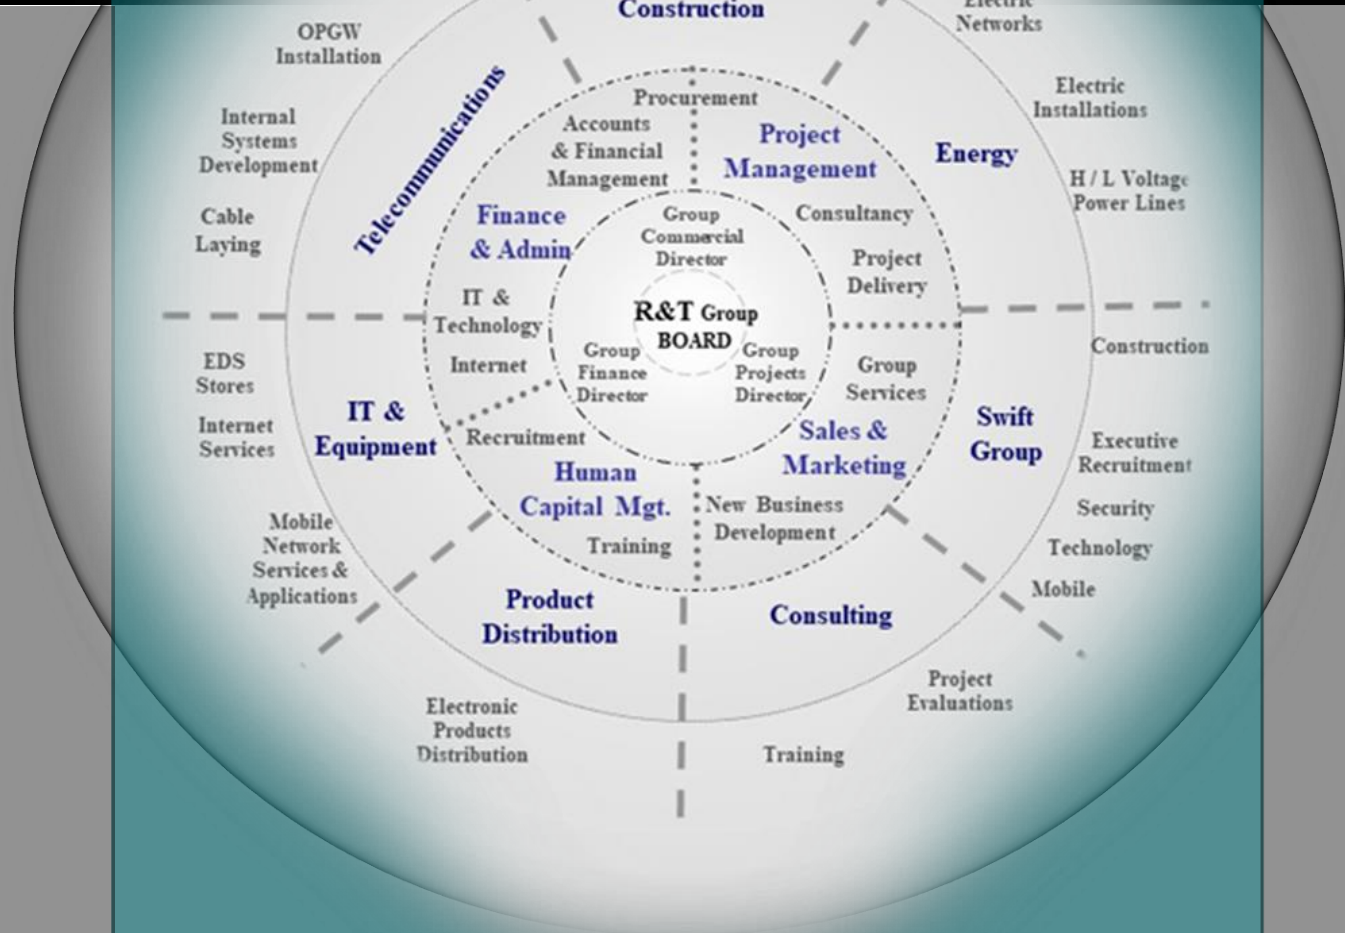 Construction
Electric
Networks
OPGW
Installation
Electric
Installations
Internal
Systems
Development
Telecommunications
Procurement
Accounts
& Financial
Management
Project
Management
Energy
H / L Voltage
Power Lines
Cable
Laying
Finance
& Admin
Group
Commercial
Director
Consultancy
Project
Delivery
IT &
Technology
R&T Group
BOARD
Internet
Group
Finance
Director
Group
Projects
Director
Group
Services
Construction
EDS
Stores
Internet
Services
IT &
Equipment
Recruitment
Human
Capital Mgt.
Training
Sales &
Marketing
New Business
Development
Swift
Group
Executive
Recruitment
Security
Technology
Mobile
Mobile
Network
Services &
Applications
Product
Distribution
Consulting
Electronic
Products
Distribution
Training
Project
Evaluations